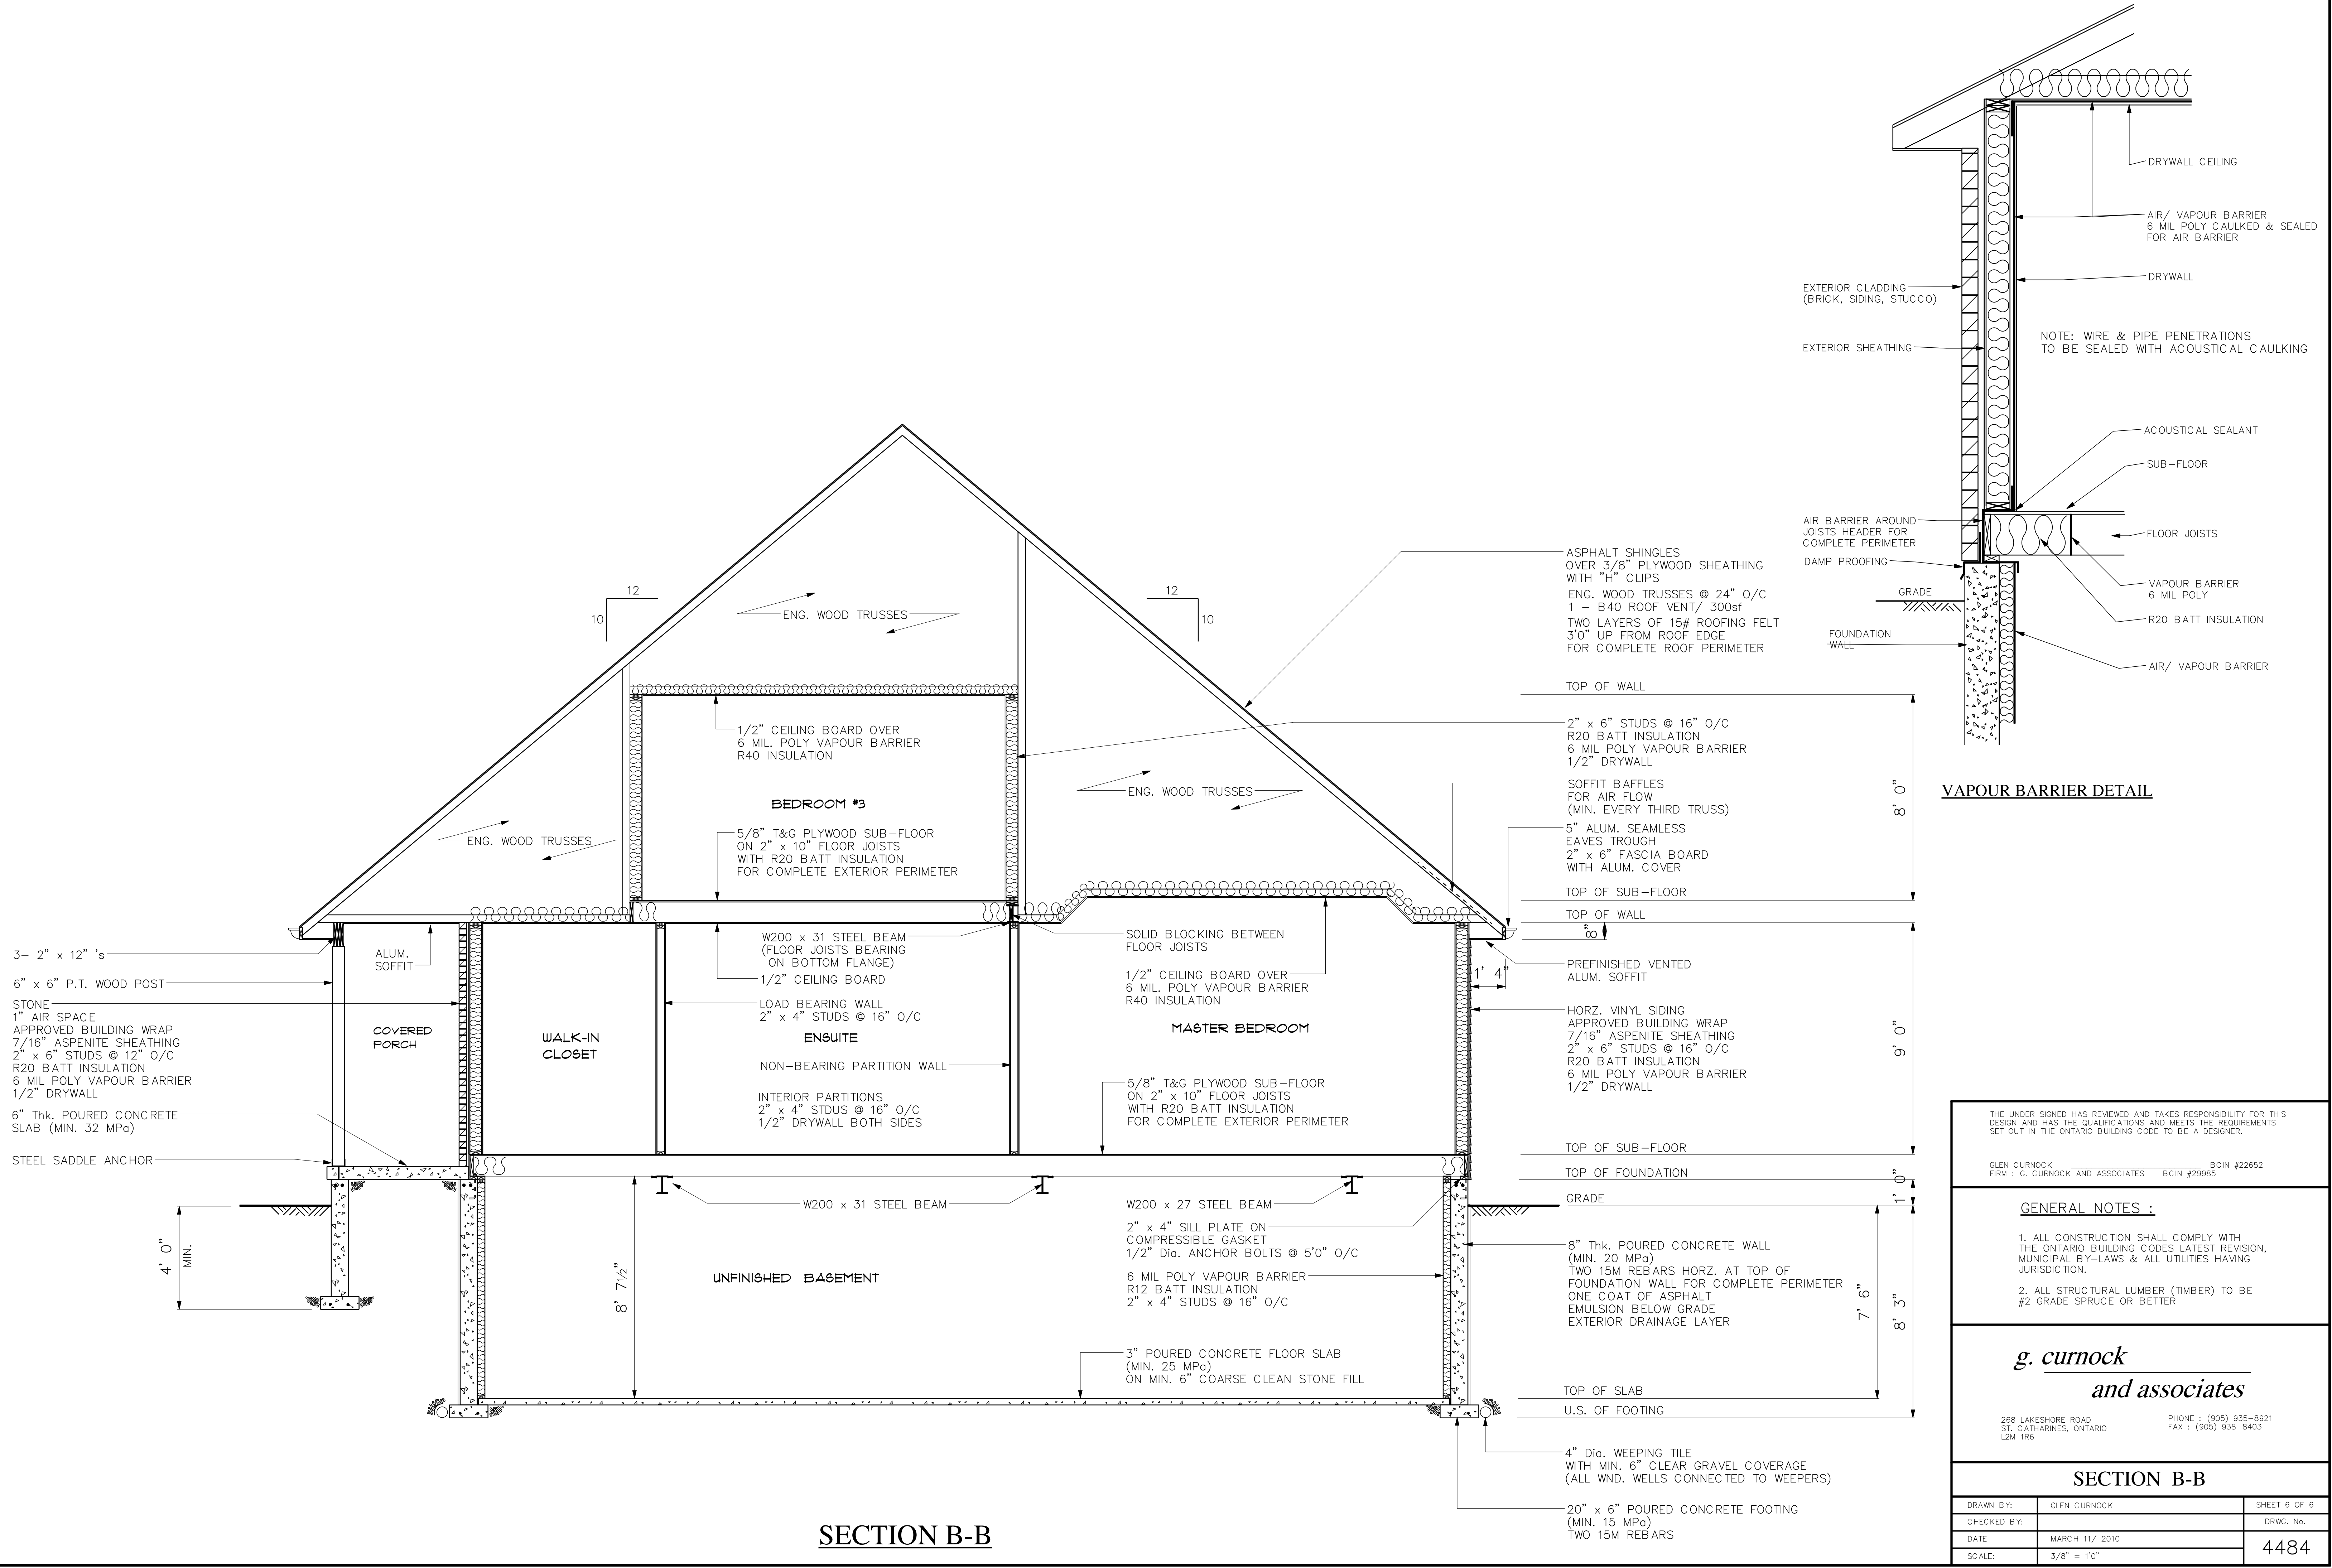 DRYWALL CEILING
AIR/ VAPOUR BARRIER
6 MIL POLY CAULKED & SEALED
FOR AIR BARRIER
DRYWALL
EXTERIOR CLADDING
(BRICK, SIDING, STUCCO)
NOTE: WIRE & PIPE PENETRATIONS
TO BE SEALED WITH ACOUSTICAL CAULKING
EXTERIOR SHEATHING
ACOUSTICAL SEALANT
SUB-FLOOR
AIR BARRIER AROUND
JOISTS HEADER FOR
COMPLETE PERIMETER
FLOOR JOISTS
DAMP PROOFING
VAPOUR BARRIER
6 MIL POLY
GRADE
R20 BATT INSULATION
FOUNDATION
WALL
AIR/ VAPOUR BARRIER
VAPOUR BARRIER DETAIL
12
10
12
10
ENG. WOOD TRUSSES
ENG. WOOD TRUSSES
ENG. WOOD TRUSSES
1/2" CEILING BOARD OVER
6 MIL. POLY VAPOUR BARRIER
R40 INSULATION
BEDROOM #3
5/8" T&G PLYWOOD SUB-FLOOR
ON 2" x 10" FLOOR JOISTS
WITH R20 BATT INSULATION
FOR COMPLETE EXTERIOR PERIMETER
ASPHALT SHINGLES
OVER 3/8" PLYWOOD SHEATHING
WITH "H" CLIPS
ENG. WOOD TRUSSES @ 24" O/C
1 - B40 ROOF VENT/ 300sf
TWO LAYERS OF 15# ROOFING FELT
3'0" UP FROM ROOF EDGE
FOR COMPLETE ROOF PERIMETER
TOP OF WALL
2" x 6" STUDS @ 16" O/C
R20 BATT INSULATION
6 MIL POLY VAPOUR BARRIER
1/2" DRYWALL
SOFFIT BAFFLES
FOR AIR FLOW
(MIN. EVERY THIRD TRUSS)
5" ALUM. SEAMLESS
EAVES TROUGH
2" x 6" FASCIA BOARD
WITH ALUM. COVER
8' 0"
TOP OF SUB-FLOOR
TOP OF WALL
8"
1' 4"
PREFINISHED VENTED
ALUM. SOFFIT
HORZ. VINYL SIDING
APPROVED BUILDING WRAP
7/16" ASPENITE SHEATHING
2" x 6" STUDS @ 16" O/C
R20 BATT INSULATION
6 MIL POLY VAPOUR BARRIER
1/2" DRYWALL
9' 0"
TOP OF SUB-FLOOR
TOP OF FOUNDATION
GRADE
1' 0"
3- 2" x 12" 's
6" x 6" P.T. WOOD POST
STONE
1" AIR SPACE
APPROVED BUILDING WRAP
7/16" ASPENITE SHEATHING
2" x 6" STUDS @ 12" O/C
R20 BATT INSULATION
6 MIL POLY VAPOUR BARRIER
1/2" DRYWALL
6" Thk. POURED CONCRETE
SLAB (MIN. 32 MPa)
STEEL SADDLE ANCHOR
4' 0"
MIN.
ALUM.
SOFFIT
COVERED
PORCH
WALK-IN
CLOSET
W200 x 31 STEEL BEAM
(FLOOR JOISTS BEARING
ON BOTTOM FLANGE)
1/2" CEILING BOARD
LOAD BEARING WALL
2" x 4" STUDS @ 16" O/C
ENSUITE
NON-BEARING PARTITION WALL
INTERIOR PARTITIONS
2" x 4" STDUS @ 16" O/C
1/2" DRYWALL BOTH SIDES
SOLID BLOCKING BETWEEN
FLOOR JOISTS
1/2" CEILING BOARD OVER
6 MIL. POLY VAPOUR BARRIER
R40 INSULATION
MASTER BEDROOM
5/8" T&G PLYWOOD SUB-FLOOR
ON 2" x 10" FLOOR JOISTS
WITH R20 BATT INSULATION
FOR COMPLETE EXTERIOR PERIMETER
W200 x 31 STEEL BEAM
W200 x 27 STEEL BEAM
2" x 4" SILL PLATE ON
COMPRESSIBLE GASKET
1/2" Dia. ANCHOR BOLTS @ 5'0" O/C
6 MIL POLY VAPOUR BARRIER
R12 BATT INSULATION
2" x 4" STUDS @ 16" O/C
8' 7½"
UNFINISHED BASEMENT
3" POURED CONCRETE FLOOR SLAB
(MIN. 25 MPa)
ON MIN. 6" COARSE CLEAN STONE FILL
8" Thk. POURED CONCRETE WALL
(MIN. 20 MPa)
TWO 15M REBARS HORZ. AT TOP OF
FOUNDATION WALL FOR COMPLETE PERIMETER
ONE COAT OF ASPHALT
EMULSION BELOW GRADE
EXTERIOR DRAINAGE LAYER
7' 6"
8' 3"
TOP OF SLAB
U.S. OF FOOTING
4" Dia. WEEPING TILE
WITH MIN. 6" CLEAR GRAVEL COVERAGE
(ALL WND. WELLS CONNECTED TO WEEPERS)
20" x 6" POURED CONCRETE FOOTING
(MIN. 15 MPa)
TWO 15M REBARS
SECTION B-B
THE UNDER SIGNED HAS REVIEWED AND TAKES RESPONSIBILITY FOR THIS
DESIGN AND HAS THE QUALIFICATIONS AND MEETS THE REQUIREMENTS
SET OUT IN THE ONTARIO BUILDING CODE TO BE A DESIGNER.
GLEN CURNOCK BCIN #22652
FIRM : G. CURNOCK AND ASSOCIATES BCIN #29985
GENERAL NOTES :
1. ALL CONSTRUCTION SHALL COMPLY WITH
THE ONTARIO BUILDING CODES LATEST REVISION,
MUNICIPAL BY-LAWS & ALL UTILITIES HAVING
JURISDICTION.
2. ALL STRUCTURAL LUMBER (TIMBER) TO BE
#2 GRADE SPRUCE OR BETTER
g. curnock
and associates
268 LAKESHORE ROAD
ST. CATHARINES, ONTARIO
L2M 1R6
PHONE : (905) 935-8921
FAX : (905) 938-8403
SECTION B-B
DRAWN BY: GLEN CURNOCK SHEET 6 OF 6
CHECKED BY: DRWG. No.
DATE MARCH 11/ 2010 4484
SCALE: 3/8" = 1'0"